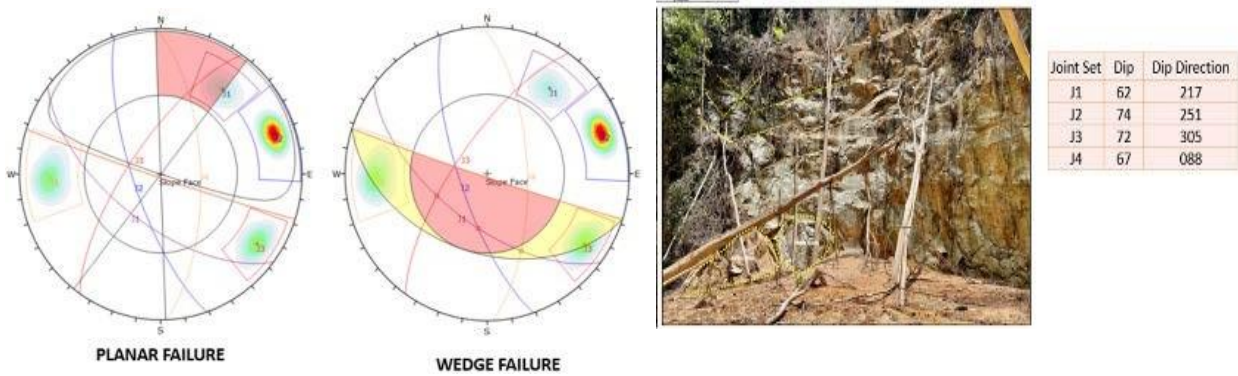 N
W
E
S
J1
J3
J3
J2
J1
Slope Face
PLANAR FAILURE
N
W
E
S
J1
J3
J3
J2
J1
Slope Face
WEDGE FAILURE
Joint Set Dip Dip Direction
J1 62 217
J2 74 251
J3 72 305
J4 67 088